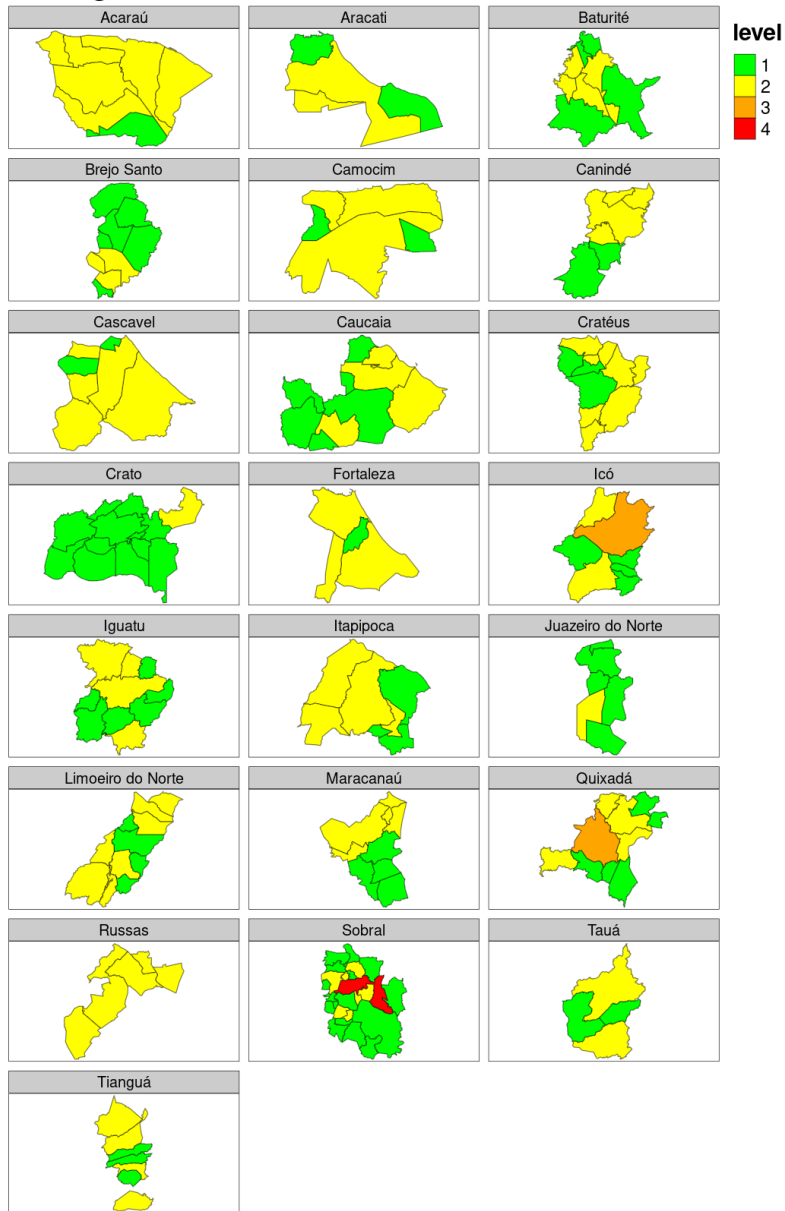 Acaraú
Aracati
Baturité
level
1
2
3
4
Brejo Santo
Camocim
Canindé
Cascavel
Caucaia
Cratéus
Crato
Fortaleza
Icó
Iguatu
Itapipoca
Juazeiro do Norte
Limoeiro do Norte
Maracanaú
Quixadá
Russas
Sobral
Tauá
Tianguá